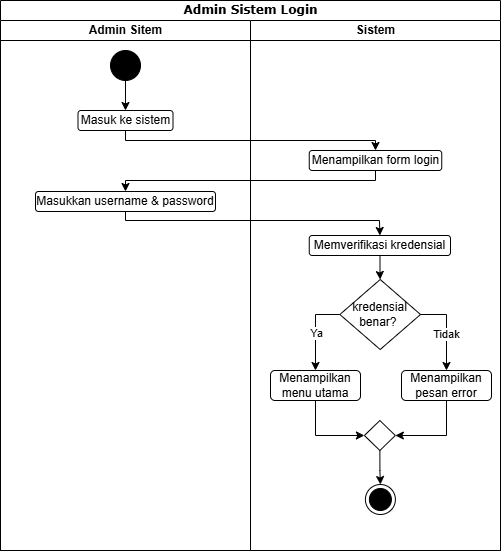 Admin Sistem Login
Admin Sitem
Sistem
Masuk ke sistem
Menampilkan form login
Masukkan username & password
Memverifikasi kredensial
kredensial
benar?
Ya
Tidak
Menampilkan
menu utama
Menampilkan
pesan error